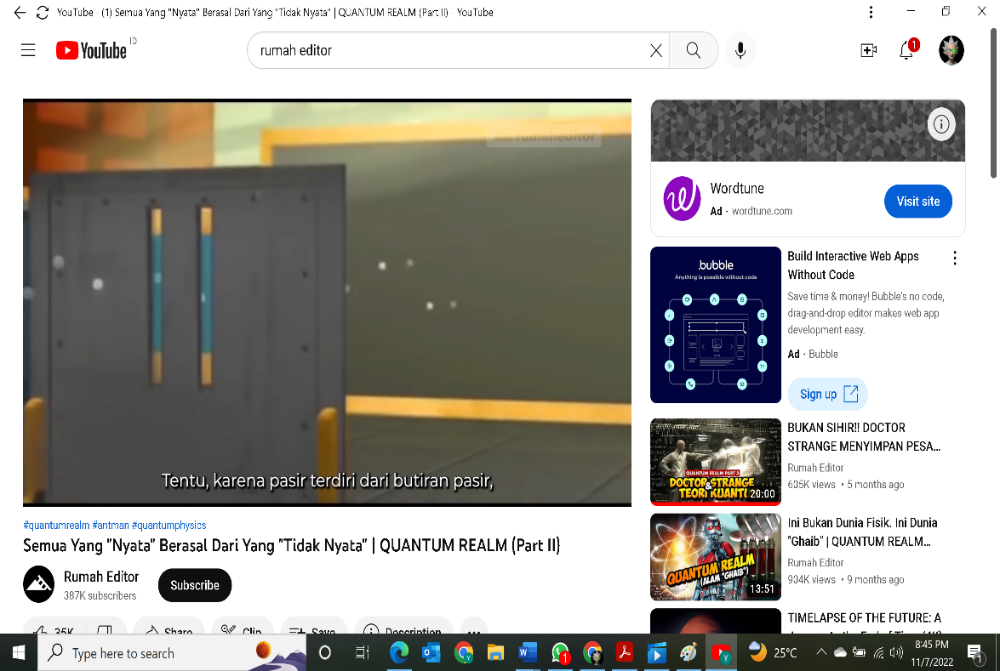 YouTube - (1) Semua Yang "Nyata" Berasal Dari Yang "Tidak Nyata" | QUANTUM REALM (Part II) - YouTube
YouTube ID
rumah editor
1
rumaheditor
Tentu, karena pasir terdiri dari butiran pasir,
#quantumrealm #antman #quantumphysics
Semua Yang "Nyata" Berasal Dari Yang "Tidak Nyata" | QUANTUM REALM (Part II)
Rumah Editor
387K subscribers
Subscribe
35K
Share
Clip
Save
Description
Wordtune
Ad · wordtune.com
Visit site
.bubble
Anything is possible without code
Build Interactive Web Apps
Without Code
Save time & money! Bubble's no code,
drag-and-drop editor makes web app
development easy.
Ad · Bubble
Sign up
QUANTUM REALM PART 3
DOCTOR STRANGE
&
TEORI KUANTU
20:00
BUKAN SIHIR!! DOCTOR
STRANGE MENYIMPAN PESA...
Rumah Editor
635K views • 5 months ago
QUANTUM REALM
(ALAM "GHAIB")
13:51
Ini Bukan Dunia Fisik. Ini Dunia
"Ghaib" | QUANTUM REALM...
Rumah Editor
904K views • 9 months ago
TIMELAPSE OF THE FUTURE: A
Type here to search
1
25°C
8:45 PM
11/7/2022
1